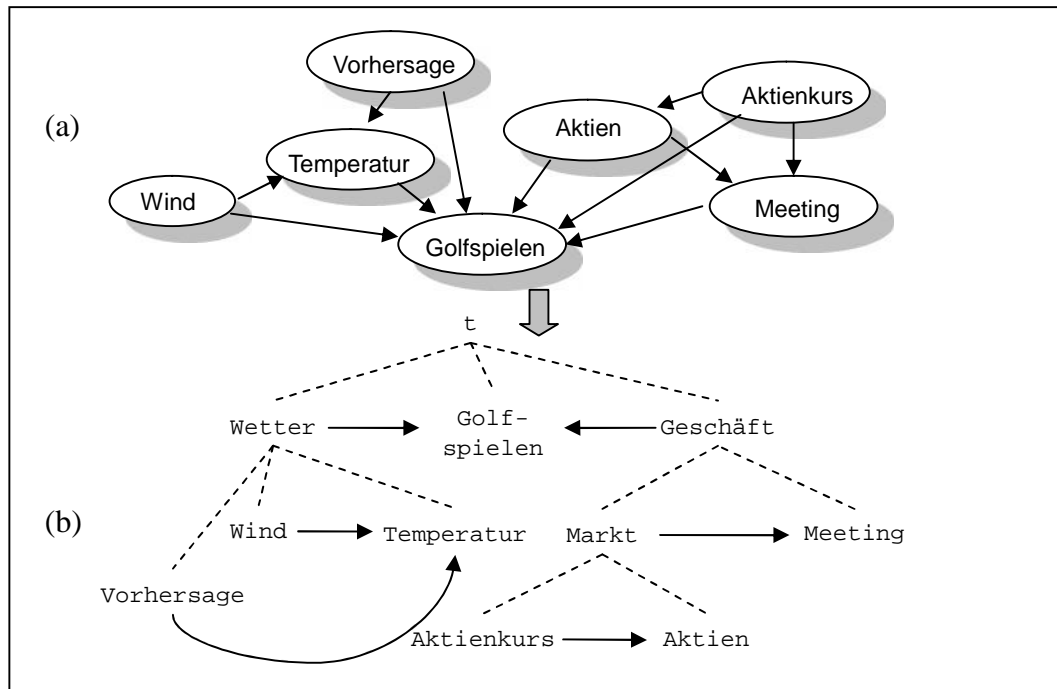 (a)
Vorhersage
Aktienkurs
Aktien
Temperatur
Wind
Meeting
Golfspielen
t
Wetter
Golf-
spielen
Geschäft
(b)
Wind
Temperatur
Markt
Meeting
Vorhersage
Aktienkurs
Aktien